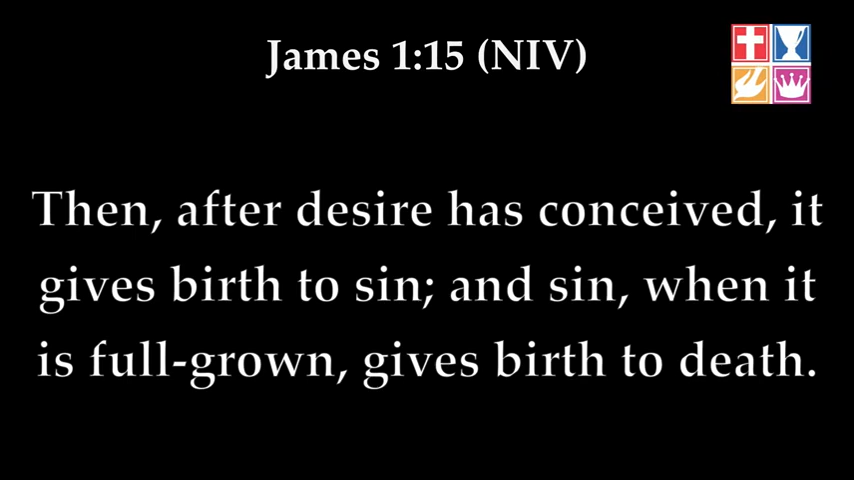 James 1:15 (NIV)
Then, after desire has conceived, it
gives birth to sin; and sin, when it
is full-grown, gives birth to death.